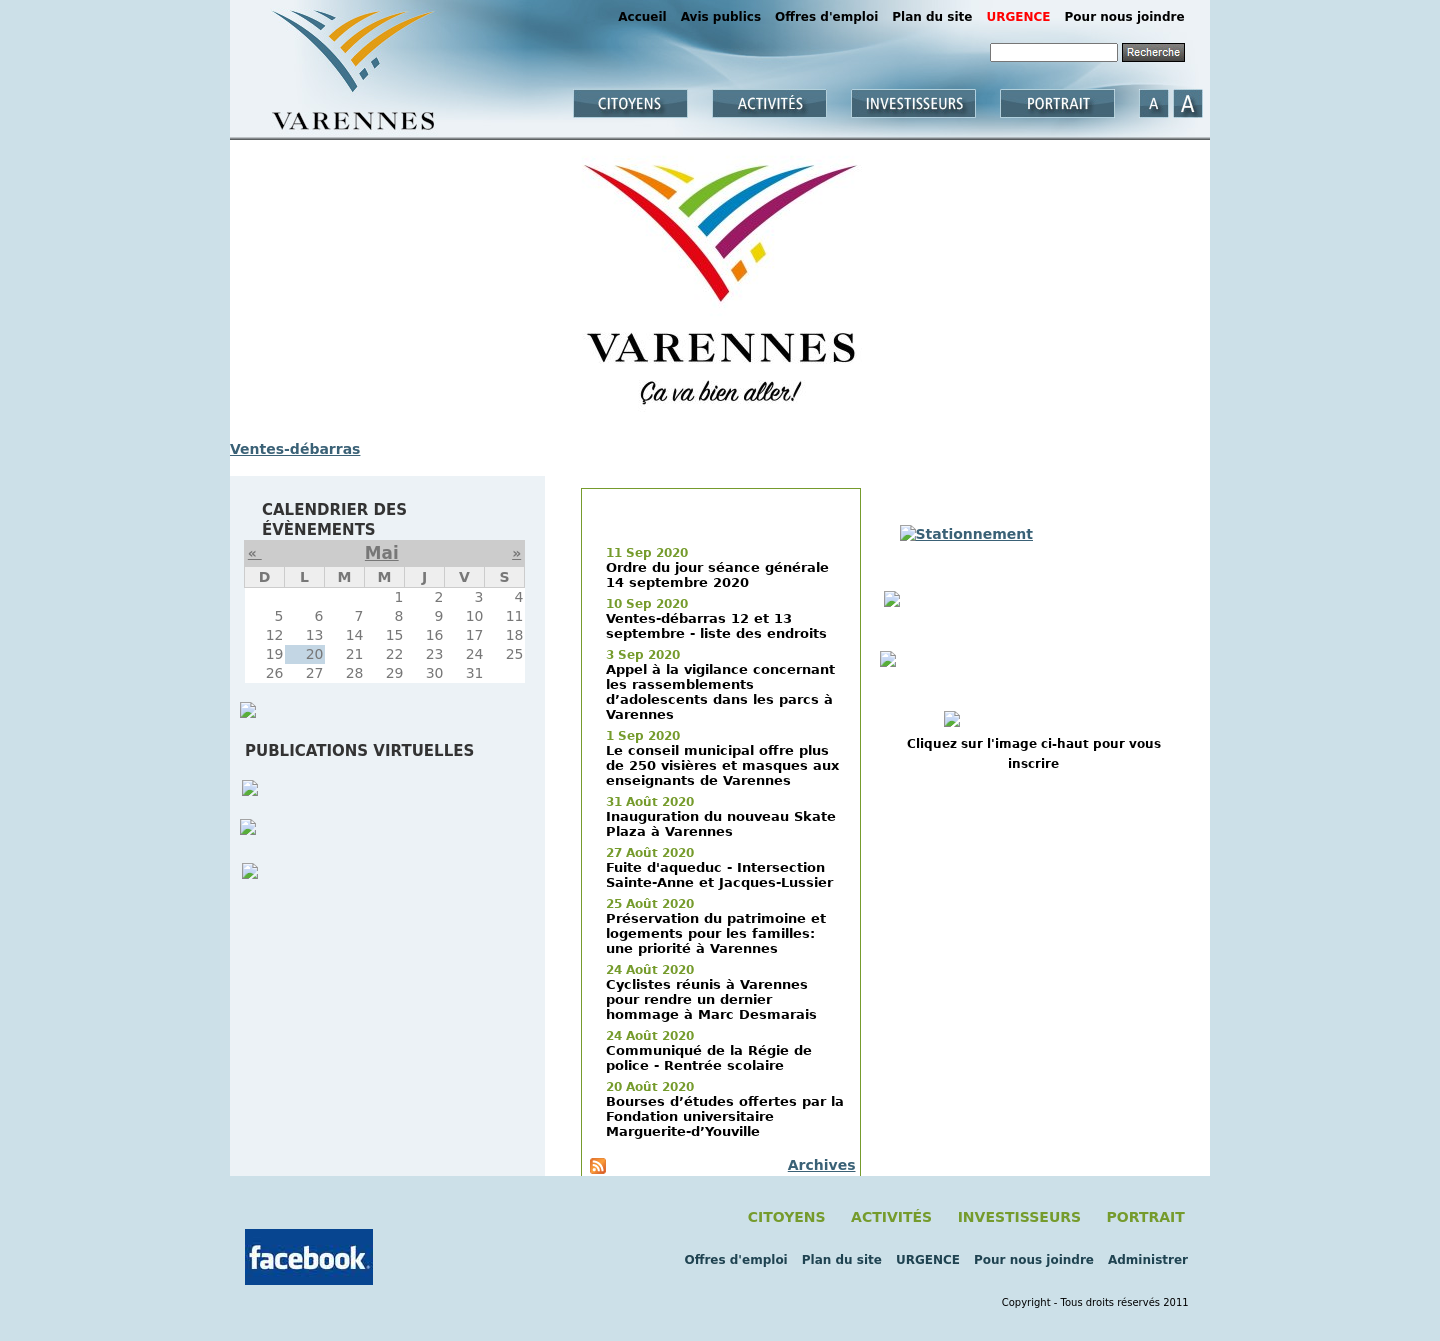 Accueil Avis publics Offres d'emploi Plan du site URGENCE Pour nous joindre
Recherche
CITOYENS ACTIVITÉS INVESTISSEURS PORTRAIT A A
VARENNES
VARENNES
Ça va bien aller!
Ventes-débarras
CALENDRIER DES
ÉVÈNEMENTS
« Mai »
D L M M J V S
1 2 3 4
5 6 7 8 9 10 11
12 13 14 15 16 17 18
19 20 21 22 23 24 25
26 27 28 29 30 31
PUBLICATIONS VIRTUELLES
11 Sep 2020
Ordre du jour séance générale
14 septembre 2020
10 Sep 2020
Ventes-débarras 12 et 13
septembre - liste des endroits
3 Sep 2020
Appel à la vigilance concernant
les rassemblements
d’adolescents dans les parcs à
Varennes
1 Sep 2020
Le conseil municipal offre plus
de 250 visières et masques aux
enseignants de Varennes
31 Août 2020
Inauguration du nouveau Skate
Plaza à Varennes
27 Août 2020
Fuite d'aqueduc - Intersection
Sainte-Anne et Jacques-Lussier
25 Août 2020
Préservation du patrimoine et
logements pour les familles:
une priorité à Varennes
24 Août 2020
Cyclistes réunis à Varennes
pour rendre un dernier
hommage à Marc Desmarais
24 Août 2020
Communiqué de la Régie de
police - Rentrée scolaire
20 Août 2020
Bourses d’études offertes par la
Fondation universitaire
Marguerite-d’Youville
Archives
Stationnement
Cliquez sur l'image ci-haut pour vous
inscrire
CITOYENS ACTIVITÉS INVESTISSEURS PORTRAIT
facebook.
Offres d'emploi Plan du site URGENCE Pour nous joindre Administrer
Copyright - Tous droits réservés 2011